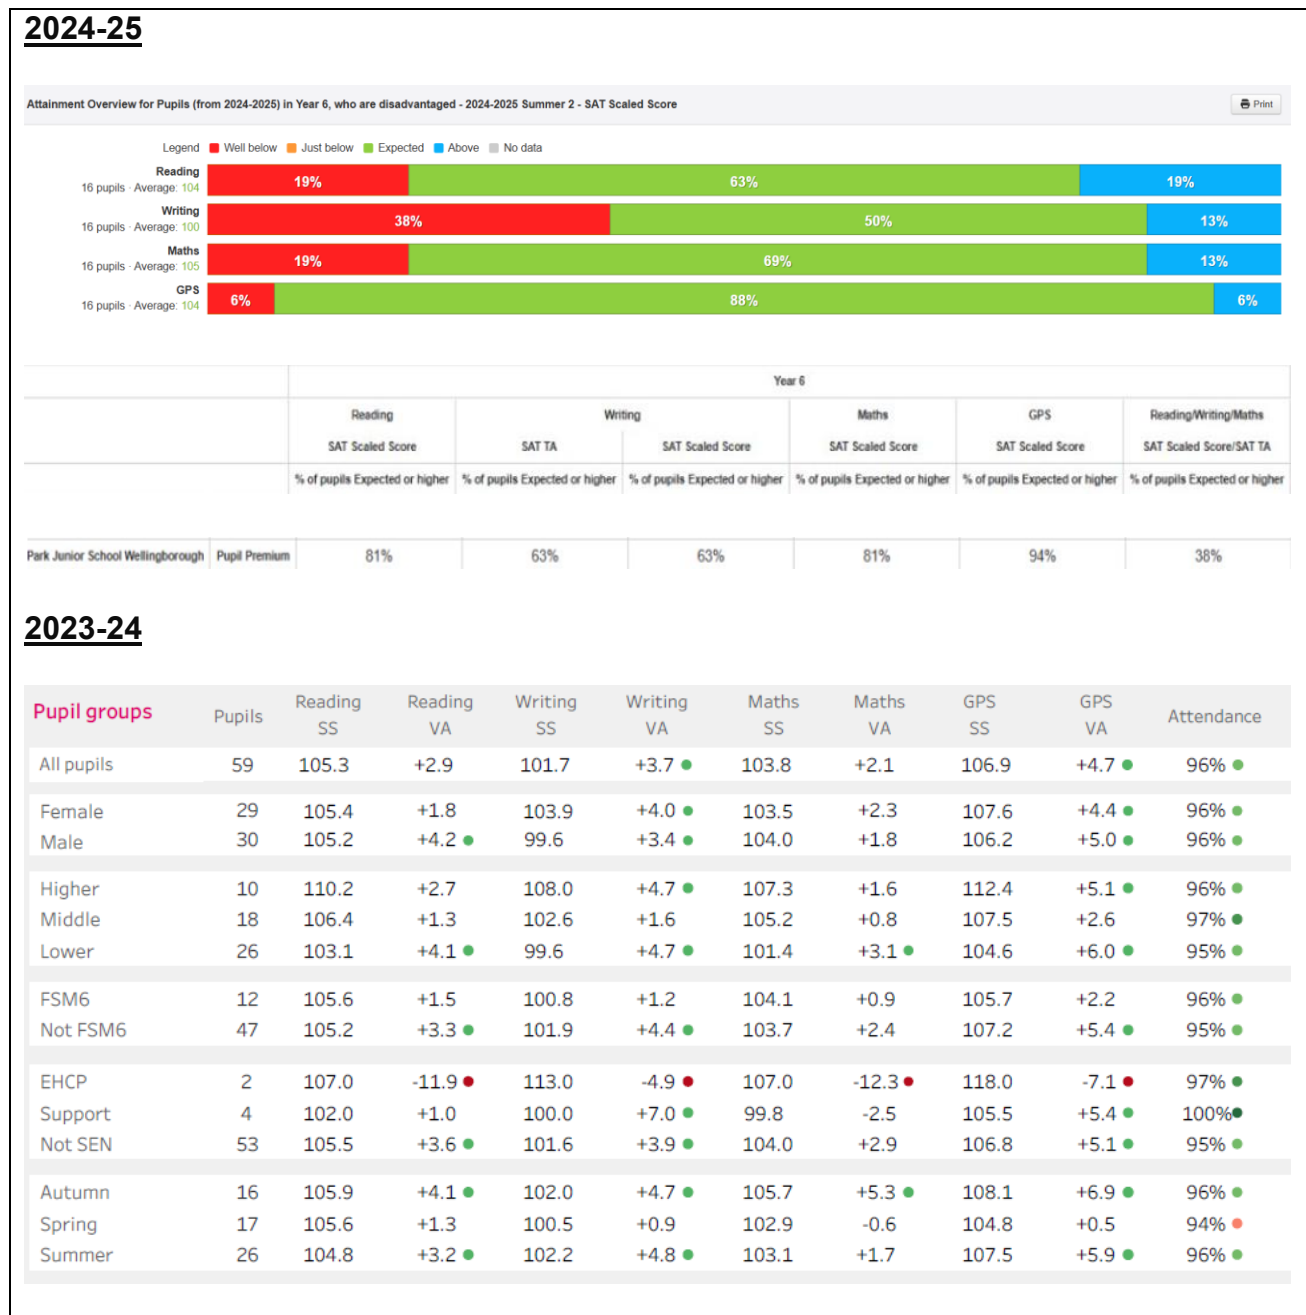 2024-25
Attainment Overview for Pupils (from 2024-2025) in Year 6, who are disadvantaged - 2024-2025 Summer 2 - SAT Scaled Score
Print
Legend Well below Just below Expected Above No data
Reading
16 pupils · Average: 104
19% 63% 19%
Writing
16 pupils · Average: 100
38% 50% 13%
Maths
16 pupils · Average: 105
19% 69% 13%
GPS
16 pupils · Average: 104
6% 88% 6%
Year 6
Reading Writing Maths GPS Reading/Writing/Maths
SAT Scaled Score SAT TA SAT Scaled Score SAT Scaled Score SAT Scaled Score SAT Scaled Score/SAT TA
% of pupils Expected or higher % of pupils Expected or higher % of pupils Expected or higher % of pupils Expected or higher % of pupils Expected or higher % of pupils Expected or higher
Park Junior School Wellingborough Pupil Premium 81% 63% 63% 81% 94% 38%
2023-24
Pupil groups Pupils Reading SS Reading VA Writing SS Writing VA Maths SS Maths VA GPS SS GPS VA Attendance
All pupils 59 105.3 +2.9 101.7 +3.7 103.8 +2.1 106.9 +4.7 96%
Female 29 105.4 +1.8 103.9 +4.0 103.5 +2.3 107.6 +4.4 96%
Male 30 105.2 +4.2 99.6 +3.4 104.0 +1.8 106.2 +5.0 96%
Higher 10 110.2 +2.7 108.0 +4.7 107.3 +1.6 112.4 +5.1 96%
Middle 18 106.4 +1.3 102.6 +1.6 105.2 +0.8 107.5 +2.6 97%
Lower 26 103.1 +4.1 99.6 +4.7 101.4 +3.1 104.6 +6.0 95%
FSM6 12 105.6 +1.5 100.8 +1.2 104.1 +0.9 105.7 +2.2 96%
Not FSM6 47 105.2 +3.3 101.9 +4.4 103.7 +2.4 107.2 +5.4 95%
EHCP 2 107.0 -11.9 113.0 -4.9 107.0 -12.3 118.0 -7.1 97%
Support 4 102.0 +1.0 100.0 +7.0 99.8 -2.5 105.5 +5.4 100%
Not SEN 53 105.5 +3.6 101.6 +3.9 104.0 +2.9 106.8 +5.1 95%
Autumn 16 105.9 +4.1 102.0 +4.7 105.7 +5.3 108.1 +6.9 96%
Spring 17 105.6 +1.3 100.5 +0.9 102.9 -0.6 104.8 +0.5 94%
Summer 26 104.8 +3.2 102.2 +4.8 103.1 +1.7 107.5 +5.9 96%